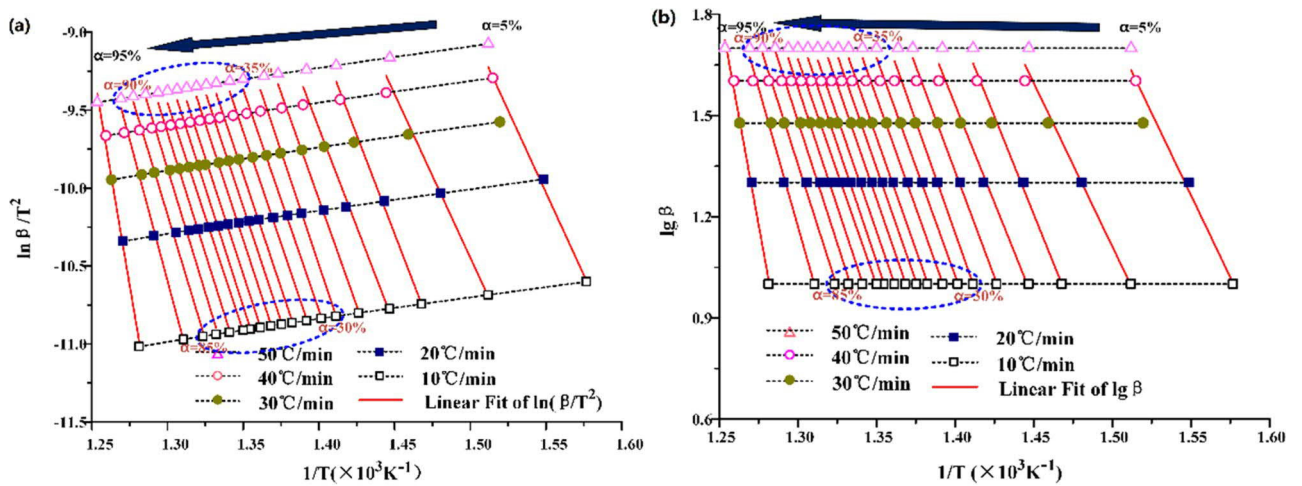 (a)
-9.0
-9.5
-10.0
-10.5
-11.0
-11.5
1.25
1.30
1.35
1.40
1.45
1.50
1.55
1.60
ln β/T²
1/T(×10³K⁻¹)
α=95%
α=90%
α=35%
α=5%
α=85%
α=30%
50℃/min
40℃/min
30℃/min
20℃/min
10℃/min
Linear Fit of ln(β/T²)
(b)
1.8
1.5
1.2
0.9
0.6
1.25
1.30
1.35
1.40
1.45
1.50
1.55
1.60
lg β
1/T (×10³K⁻¹)
α=95%
α=90%
α=35%
α=5%
α=85%
α=30%
50℃/min
40℃/min
30℃/min
20℃/min
10℃/min
Linear Fit of lg β